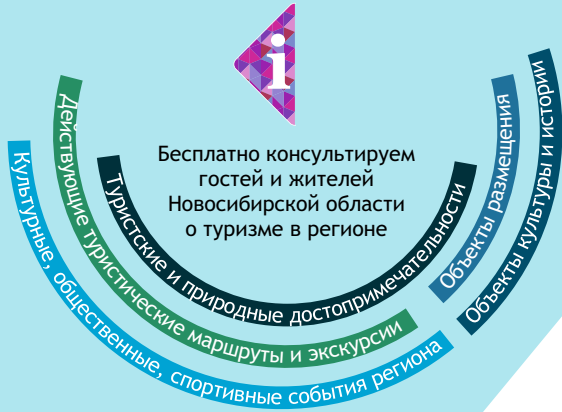 i
Бесплатно консультируем
гостей и жителей
Новосибирской области
о туризме в регионе
Туристские и природные достопримечательности
Действующие туристические маршруты и экскурсии
Объекты размещения
Культурные, общественные, спортивные события региона
Объекты культуры и истории